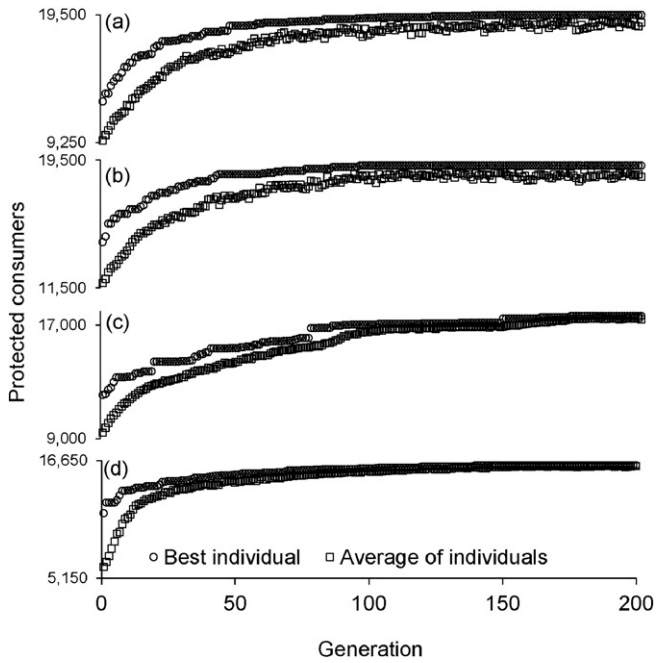 19,500
(a)
9,250
19,500
(b)
11,500
Protected consumers
17,000
(c)
9,000
16,650
(d)
Best individual
Average of individuals
5,150
0
50
100
150
200
Generation